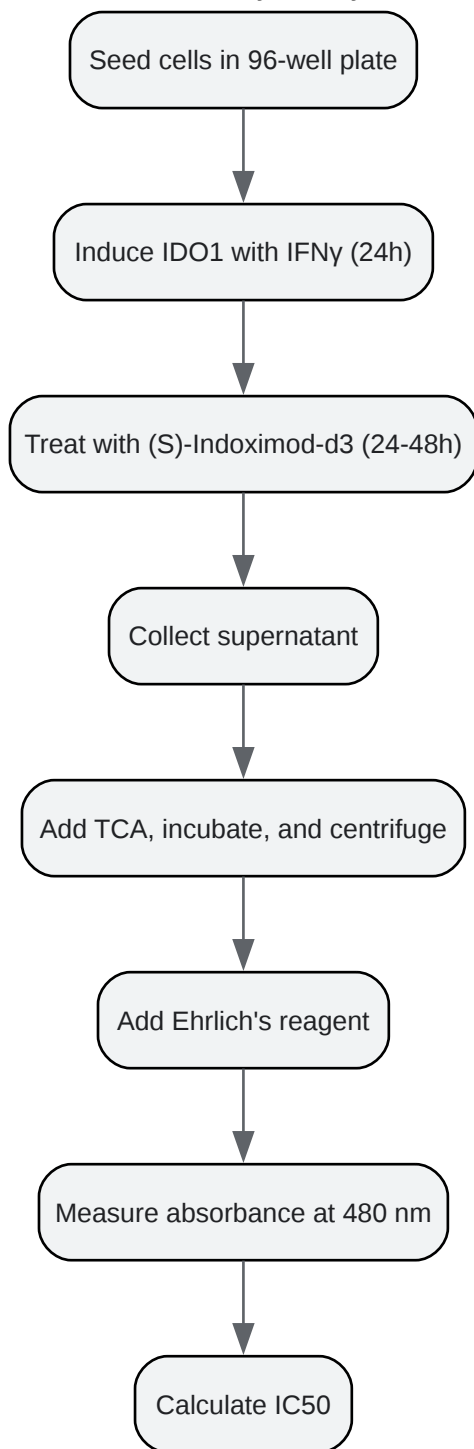 Seed cells in 96-well plate
Induce IDO1 with IFNγ (24h)
Treat with (S)-Indoximod-d3 (24-48h)
Collect supernatant
Add TCA, incubate, and centrifuge
Add Ehrlich's reagent
Measure absorbance at 480 nm
Calculate IC50